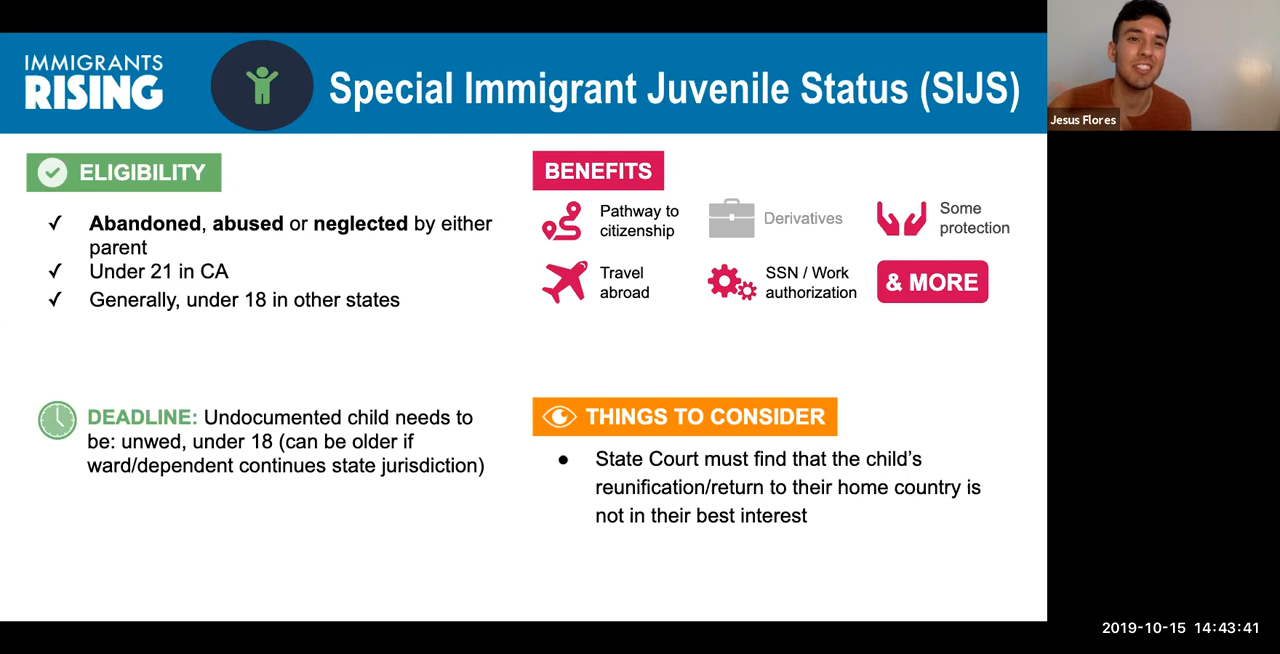 IMMIGRANTS
RISING
Special Immigrant Juvenile Status (SIJS)
Jesus Flores
ELIGIBILITY
✓ Abandoned, abused or neglected by either
parent
✓ Under 21 in CA
✓ Generally, under 18 in other states
BENEFITS
Pathway to
citizenship
Derivatives
Some
protection
Travel
abroad
SSN / Work
authorization
& MORE
DEADLINE: Undocumented child needs to
be: unwed, under 18 (can be older if
ward/dependent continues state jurisdiction)
THINGS TO CONSIDER
● State Court must find that the child’s
reunification/return to their home country is
not in their best interest
2019-10-15 14:43:41